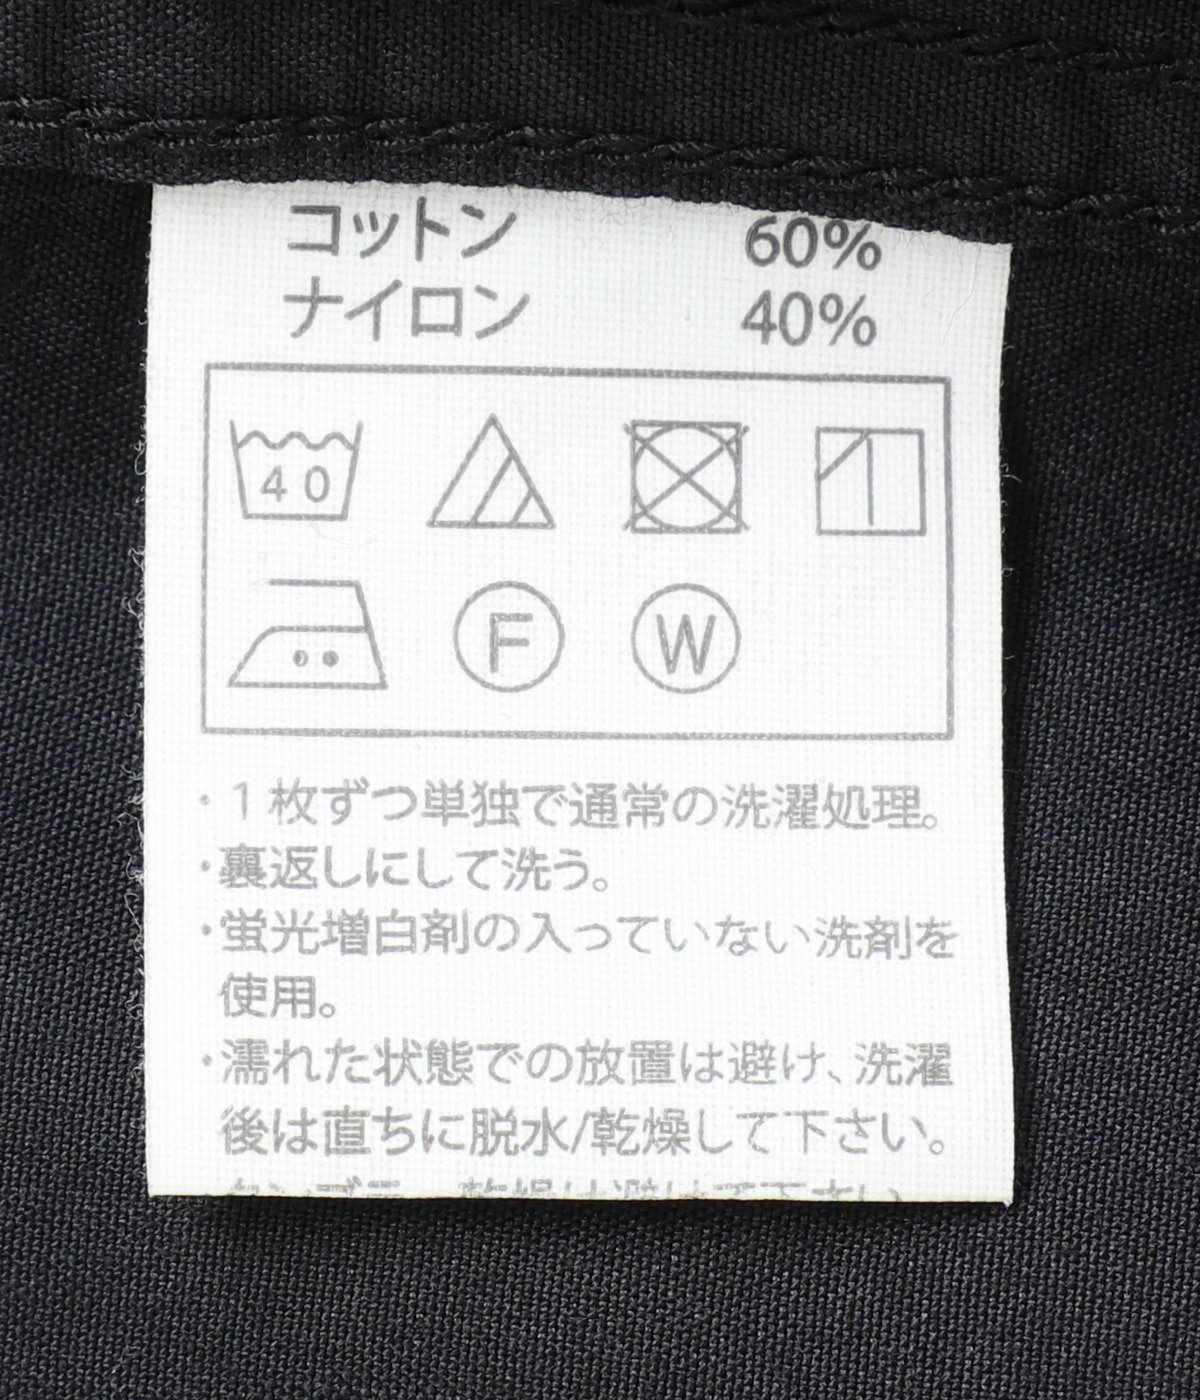 コットン 60%
ナイロン 40%
40
F W
・1枚ずつ単独で通常の洗濯処理。
・裏返しにして洗う。
・蛍光増白剤の入っていない洗剤を
使用。
・濡れた状態での放置は避け、洗濯
後は直ちに脱水/乾燥して下さい。